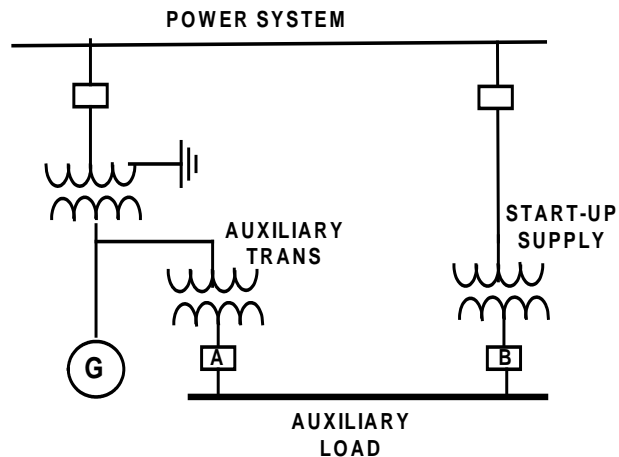 POWER SYSTEM
AUXILIARY
TRANS
START-UP
SUPPLY
G
A
B
AUXILIARY
LOAD